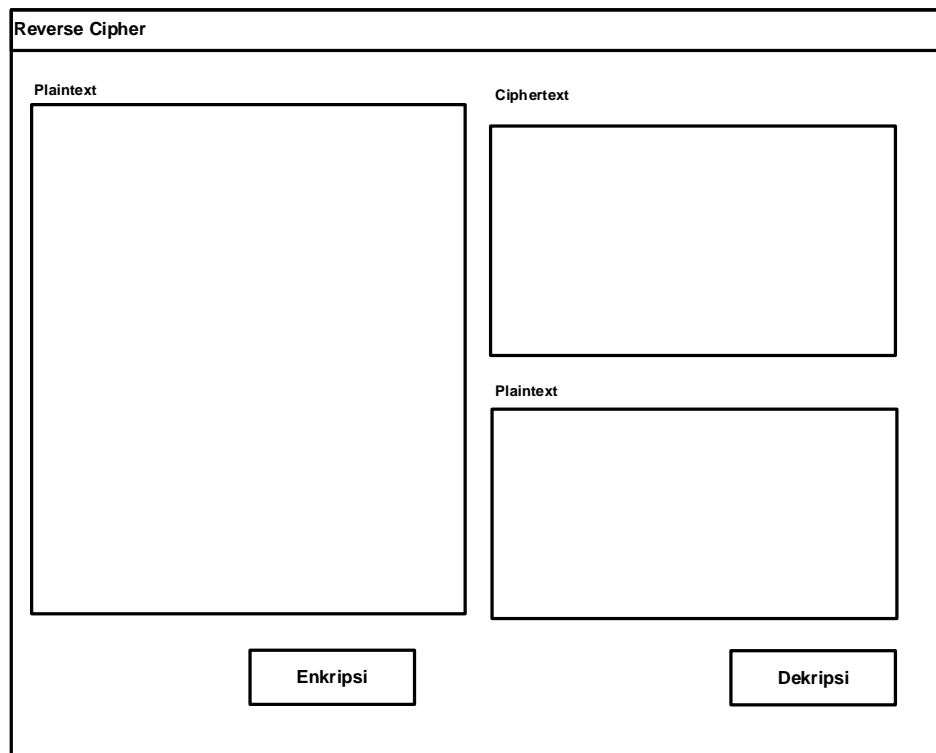 Reverse Cipher
Plaintext
Ciphertext
Plaintext
Enkripsi
Dekripsi